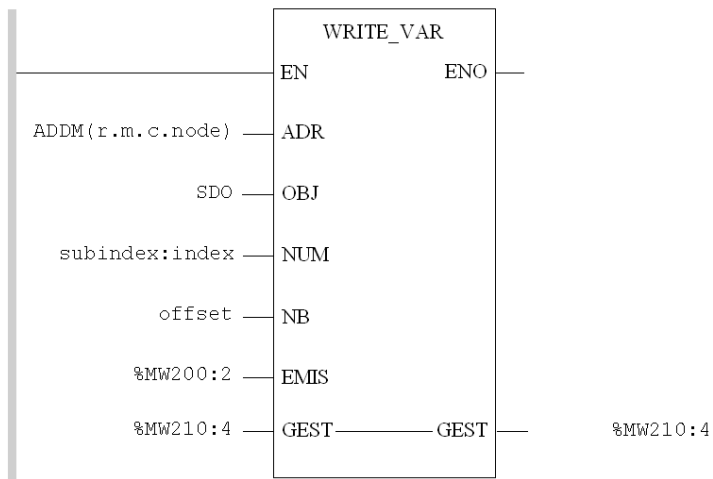 WRITE_VAR
EN ENO
ADDM(r.m.c.node) ADR
SDO OBJ
subindex:index NUM
offset NB
%MW200:2 EMIS
%MW210:4 GEST GEST %MW210:4